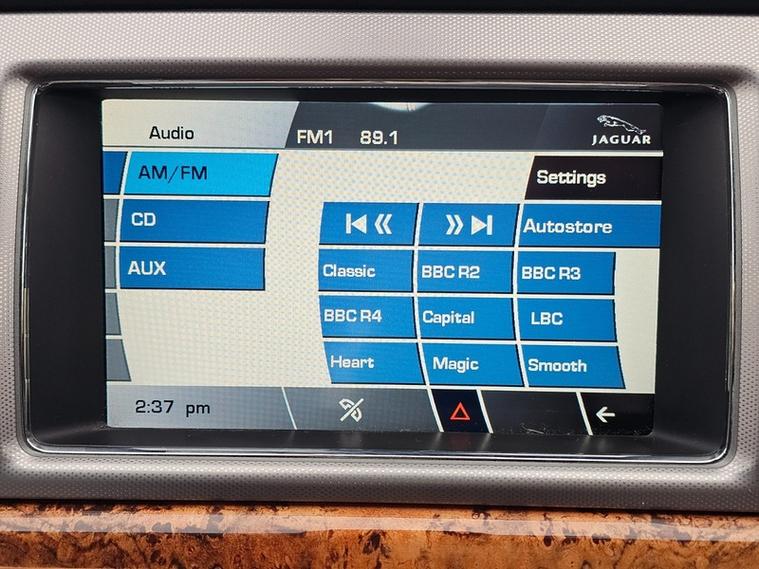 Audio FM1 89.1 JAGUAR
AM/FM Settings
CD Autostore
AUX Classic BBC R2 BBC R3
BBC R4 Capital LBC
Heart Magic Smooth
2:37 pm